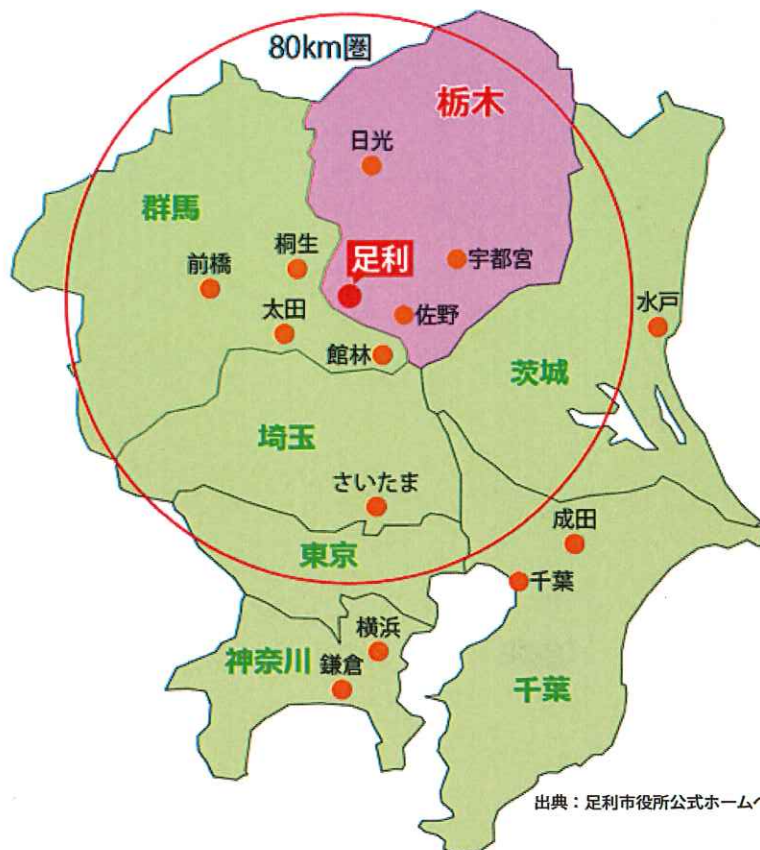 80km圏
栃木
日光
群馬
桐生
前橋
足利
宇都宮
太田
佐野
水戸
館林
茨城
埼玉
さいたま
成田
東京
千葉
横浜
神奈川
鎌倉
千葉
出典：足利市役所公式ホームペ